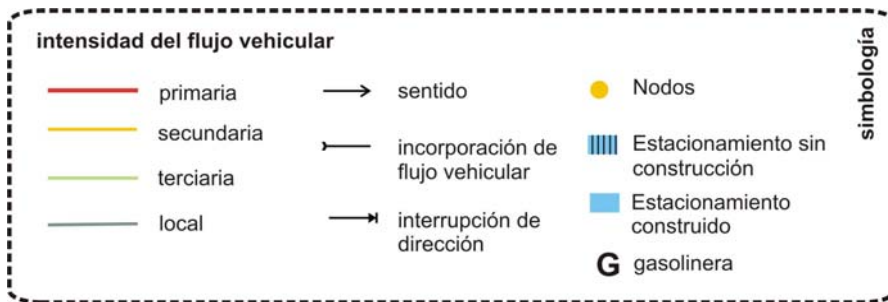 intensidad del flujo vehicular
primaria
secundaria
terciaria
local
sentido
incorporación de
flujo vehicular
interrupción de
dirección
Nodos
Estacionamiento sin
construcción
Estacionamiento
construido
G gasolinera
simbología